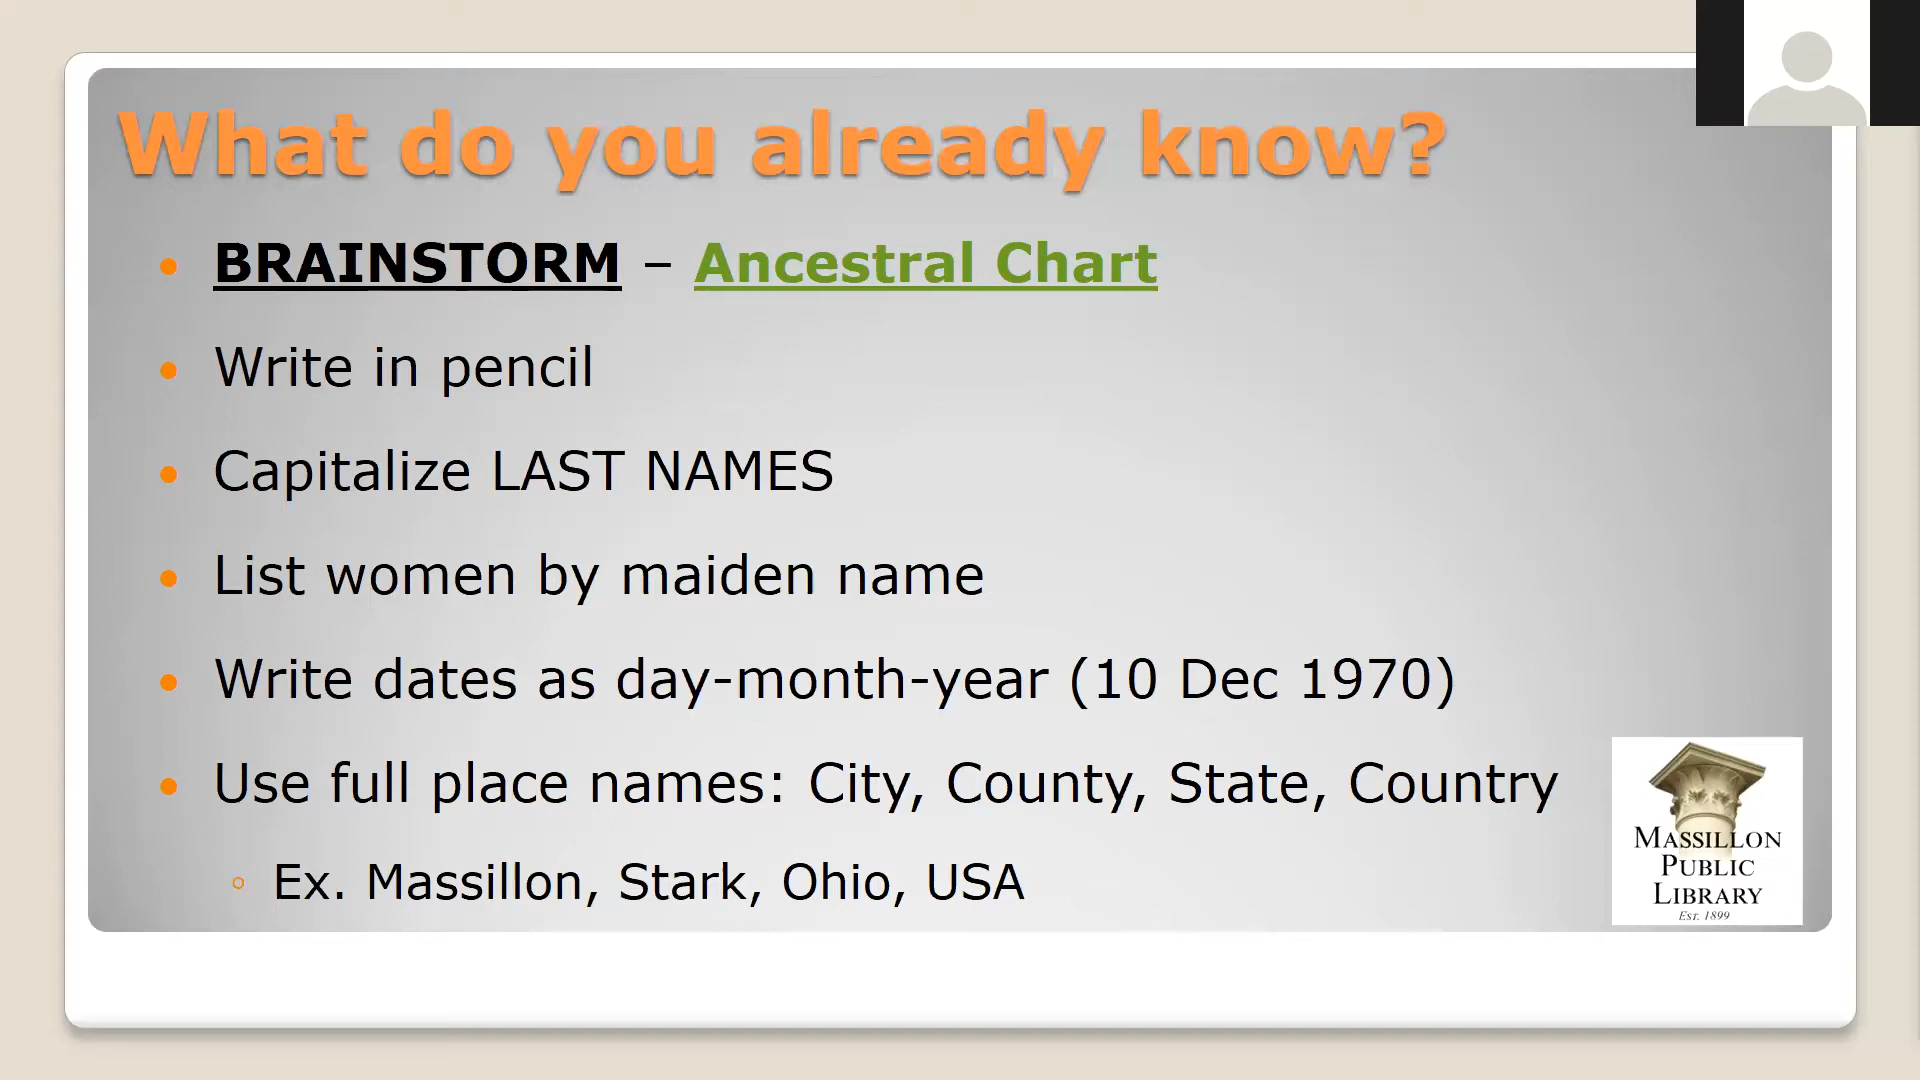 What do you already know?
BRAINSTORM – Ancestral Chart
Write in pencil
Capitalize LAST NAMES
List women by maiden name
Write dates as day-month-year (10 Dec 1970)
Use full place names: City, County, State, Country
Ex. Massillon, Stark, Ohio, USA
MASSILLON
PUBLIC
LIBRARY
Est. 1899